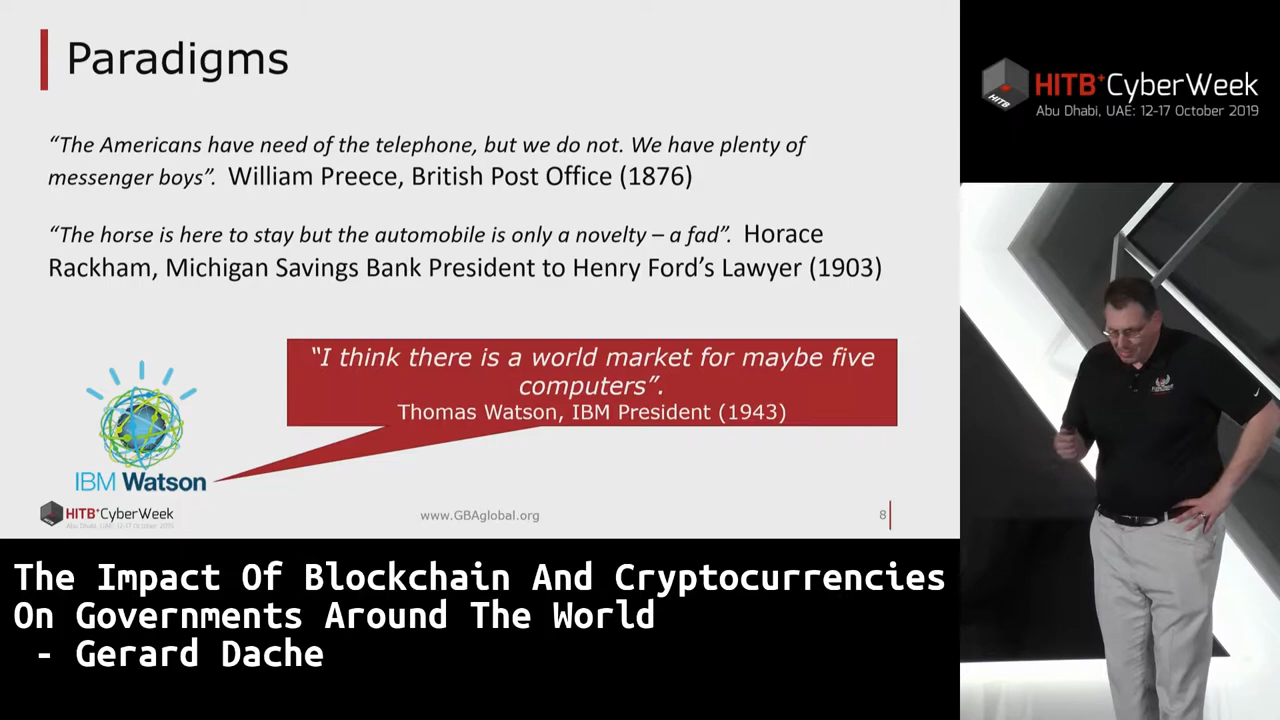 Paradigms
“The Americans have need of the telephone, but we do not. We have plenty of
messenger boys”. William Preece, British Post Office (1876)
“The horse is here to stay but the automobile is only a novelty – a fad”. Horace
Rackham, Michigan Savings Bank President to Henry Ford’s Lawyer (1903)
“I think there is a world market for maybe five
computers”.
Thomas Watson, IBM President (1943)
IBM Watson
HITB+CyberWeek
Abu Dhabi, UAE: 12-17 October 2019
www.GBAglobal.org
8
HITB
HITB+CyberWeek
Abu Dhabi, UAE: 12-17 October 2019
The Impact Of Blockchain And Cryptocurrencies
On Governments Around The World
- Gerard Dache